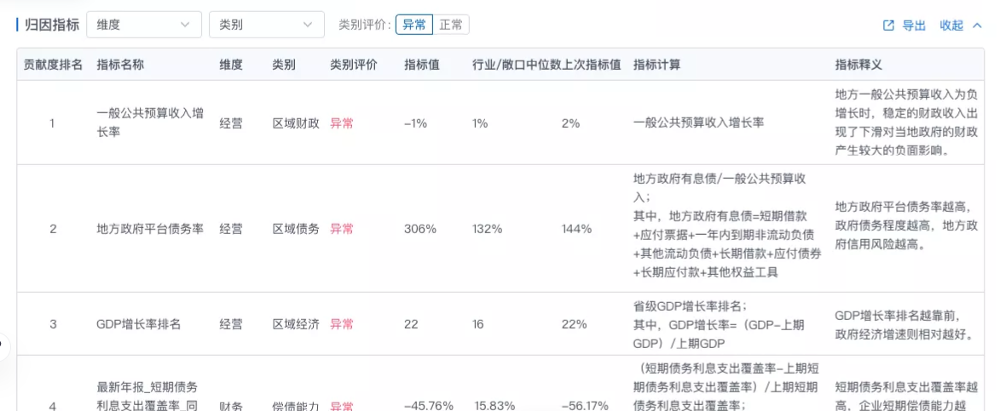 归因指标 维度 类别 类别评价: 异常 正常 导出 收起
贡献度排名 指标名称 维度 类别 类别评价 指标值 行业/敞口中位数 上次指标值 指标计算 指标释义
1
一般公共预算收入增
长率
经营 区域财政 异常 -1% 1% 2% 一般公共预算收入增长率
地方一般公共预算收入为负
增长时，稳定的财政收入出
现了下滑对当地政府的财政
产生较大的负面影响。
2 地方政府平台债务率 经营 区域债务 异常 306% 132% 144%
地方政府有息债/一般公共预算收
入；
其中，地方政府有息债=短期借款
+应付票据+一年内到期非流动负债
+其他流动负债+长期借款+应付债券
+长期应付款+其他权益工具
地方政府平台债务率越高，
政府债务程度越高，地方政
府信用风险越高。
3 GDP增长率排名 经营 区域经济 异常 22 16 22%
省级GDP增长率排名；
其中，GDP增长率=（GDP-上期
GDP）/上期GDP
GDP增长率排名越靠前，
政府经济增速则相对越好。
4
最新年报_短期债务
利息支出覆盖率_同
财务 偿债能力 异常 -45.76% 15.83% -56.17%
（短期债务利息支出覆盖率-上期短
期债务利息支出覆盖率）/上期短期
债务利息支出覆盖率；
短期债务利息支出覆盖率越
高，企业短期偿债能力越